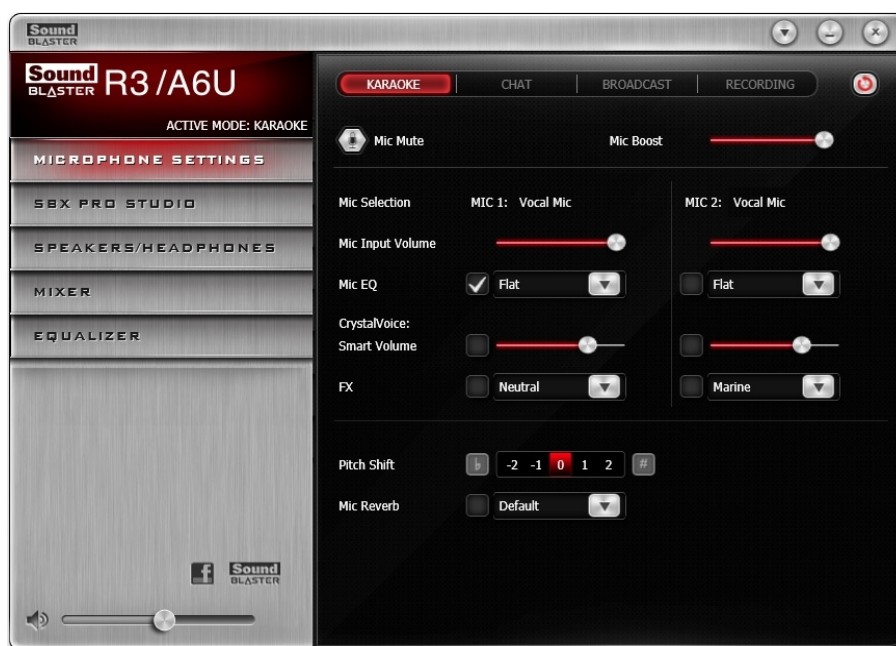 Sound
BLASTER
Sound
BLASTER R3 /A6U
ACTIVE MODE: KARAOKE
MICROPHONE SETTINGS
SBX PRO STUDIO
SPEAKERS/HEADPHONES
MIXER
EQUALIZER
Sound
BLASTER
KARAOKE CHAT BROADCAST RECORDING
Mic Mute Mic Boost
Mic Selection MIC 1: Vocal Mic MIC 2: Vocal Mic
Mic Input Volume
Mic EQ Flat Flat
CrystalVoice:
Smart Volume
FX Neutral Marine
Pitch Shift b -2 -1 0 1 2 #
Mic Reverb Default